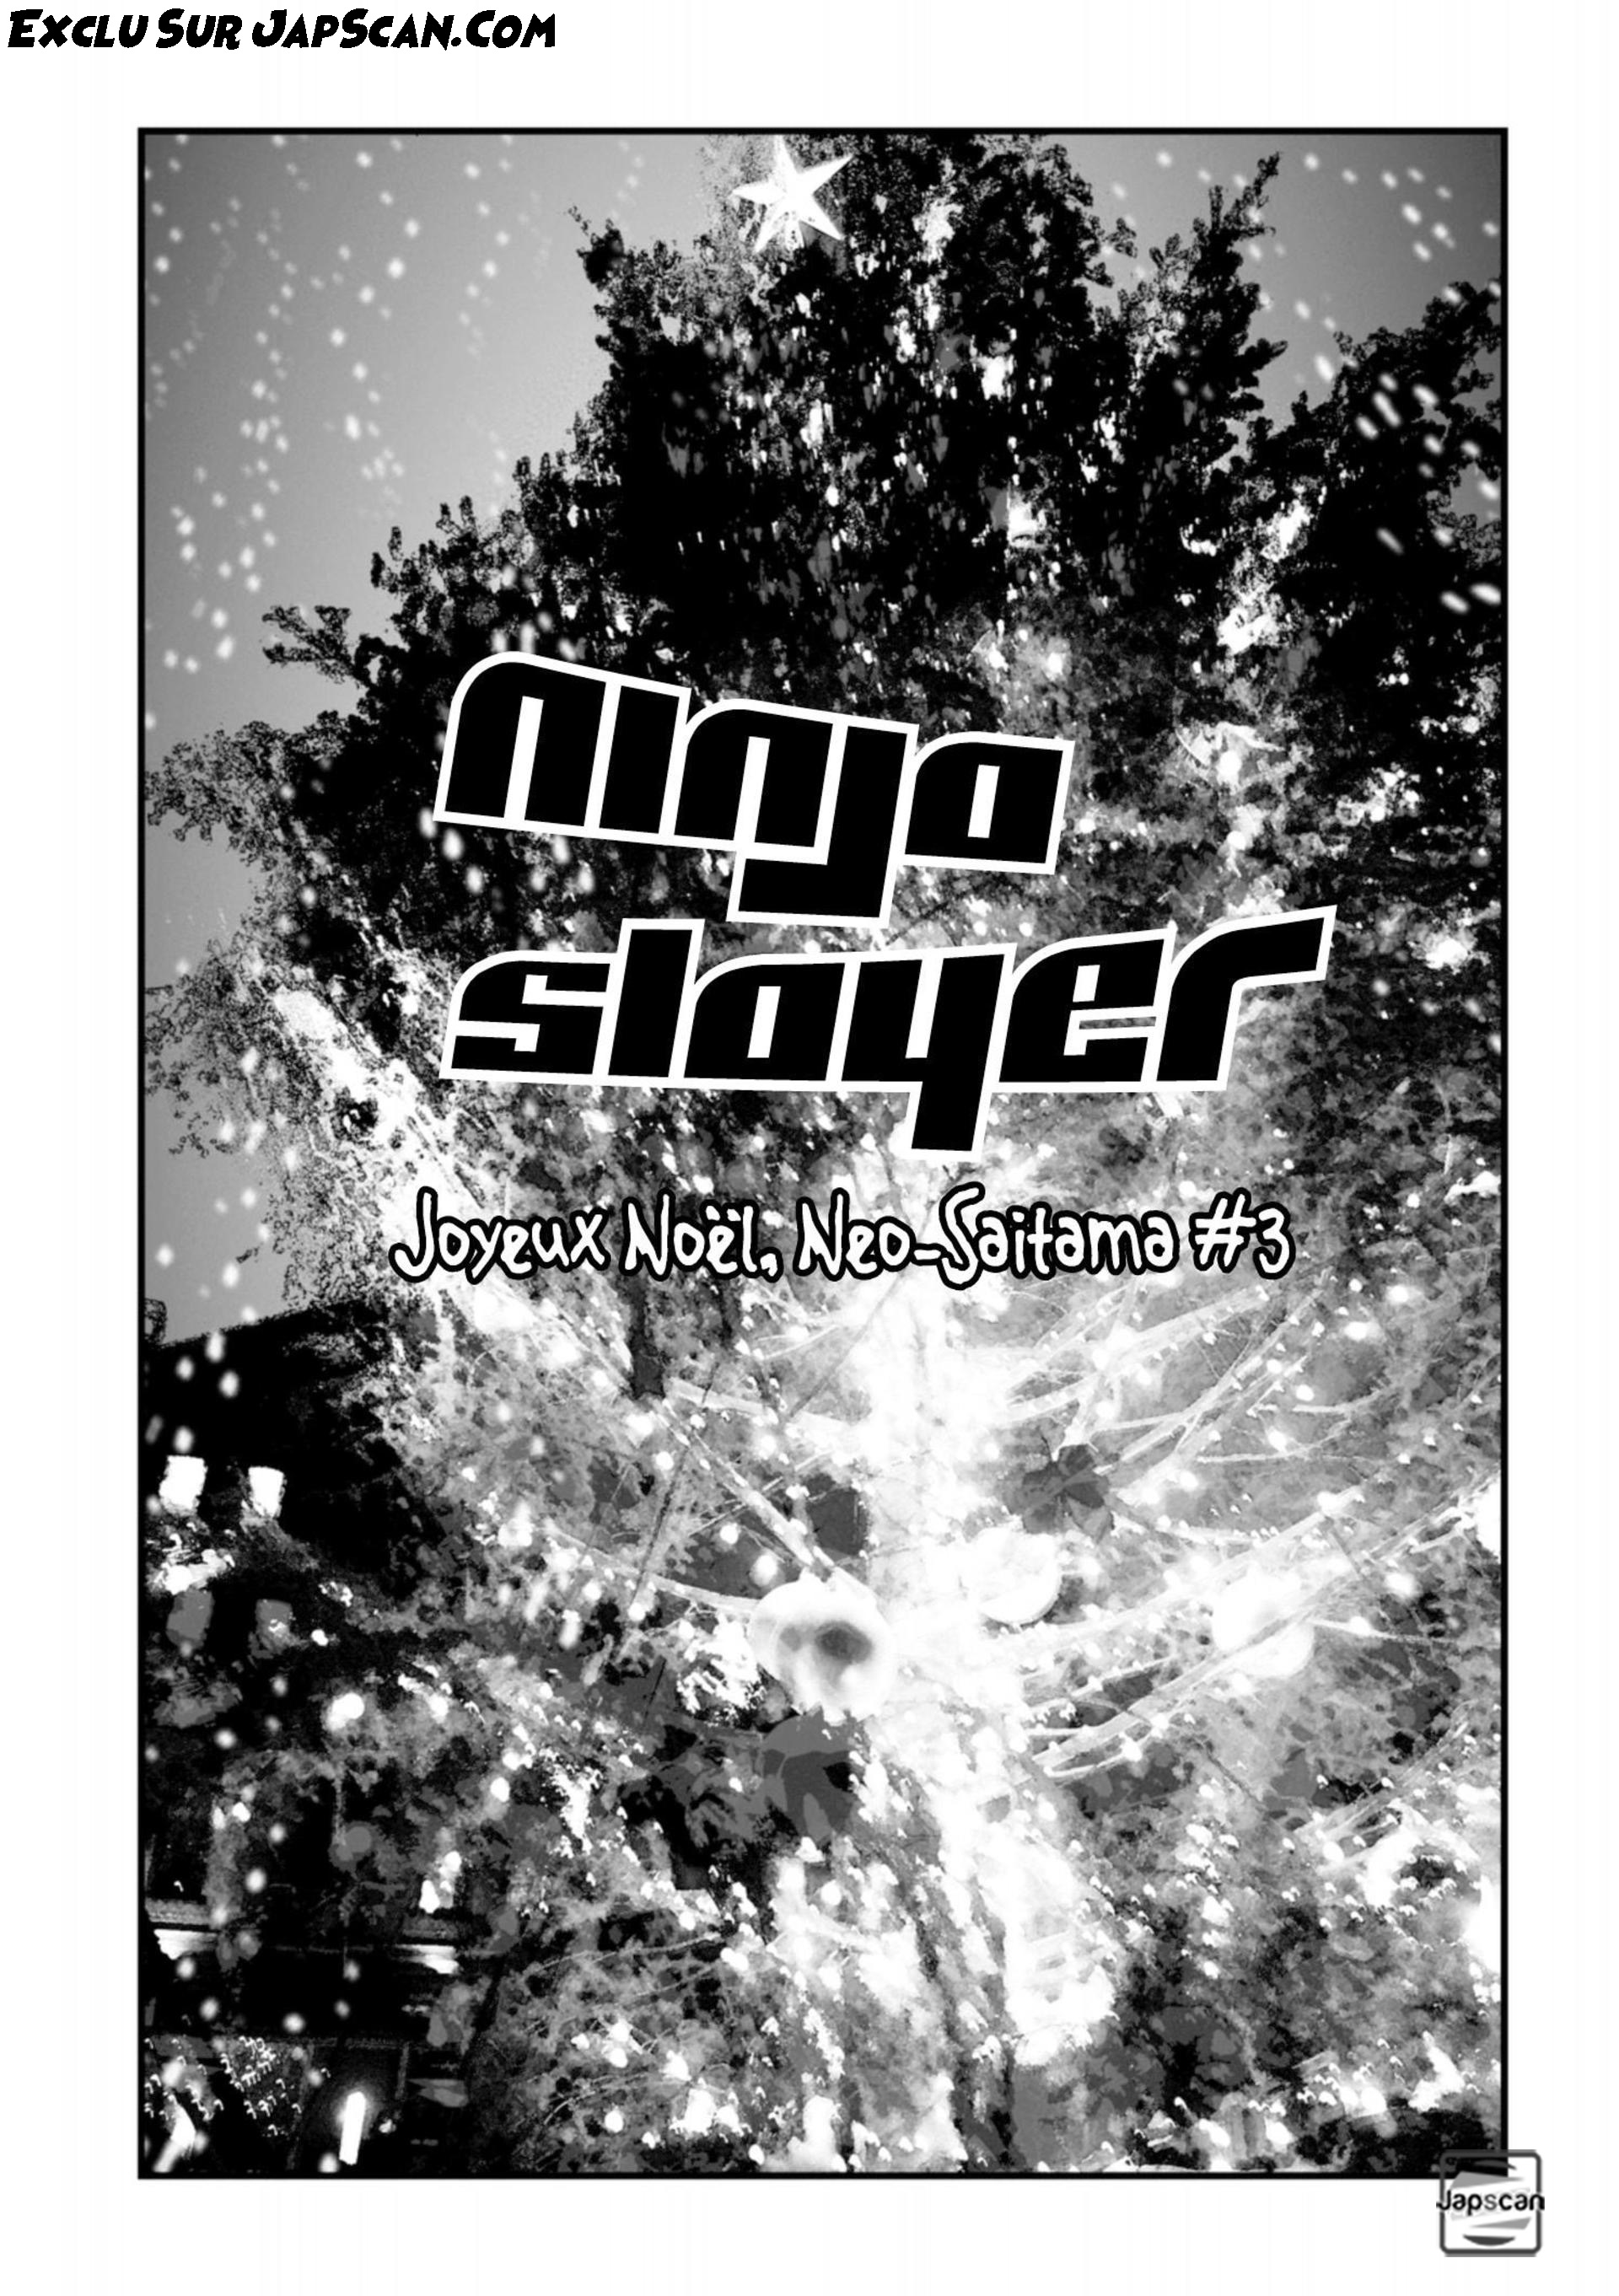 EXCLU SUR JAPSCAN.COM
ninja
slayer
Joyeux Noël, Neo-Saitama #3
Japscan